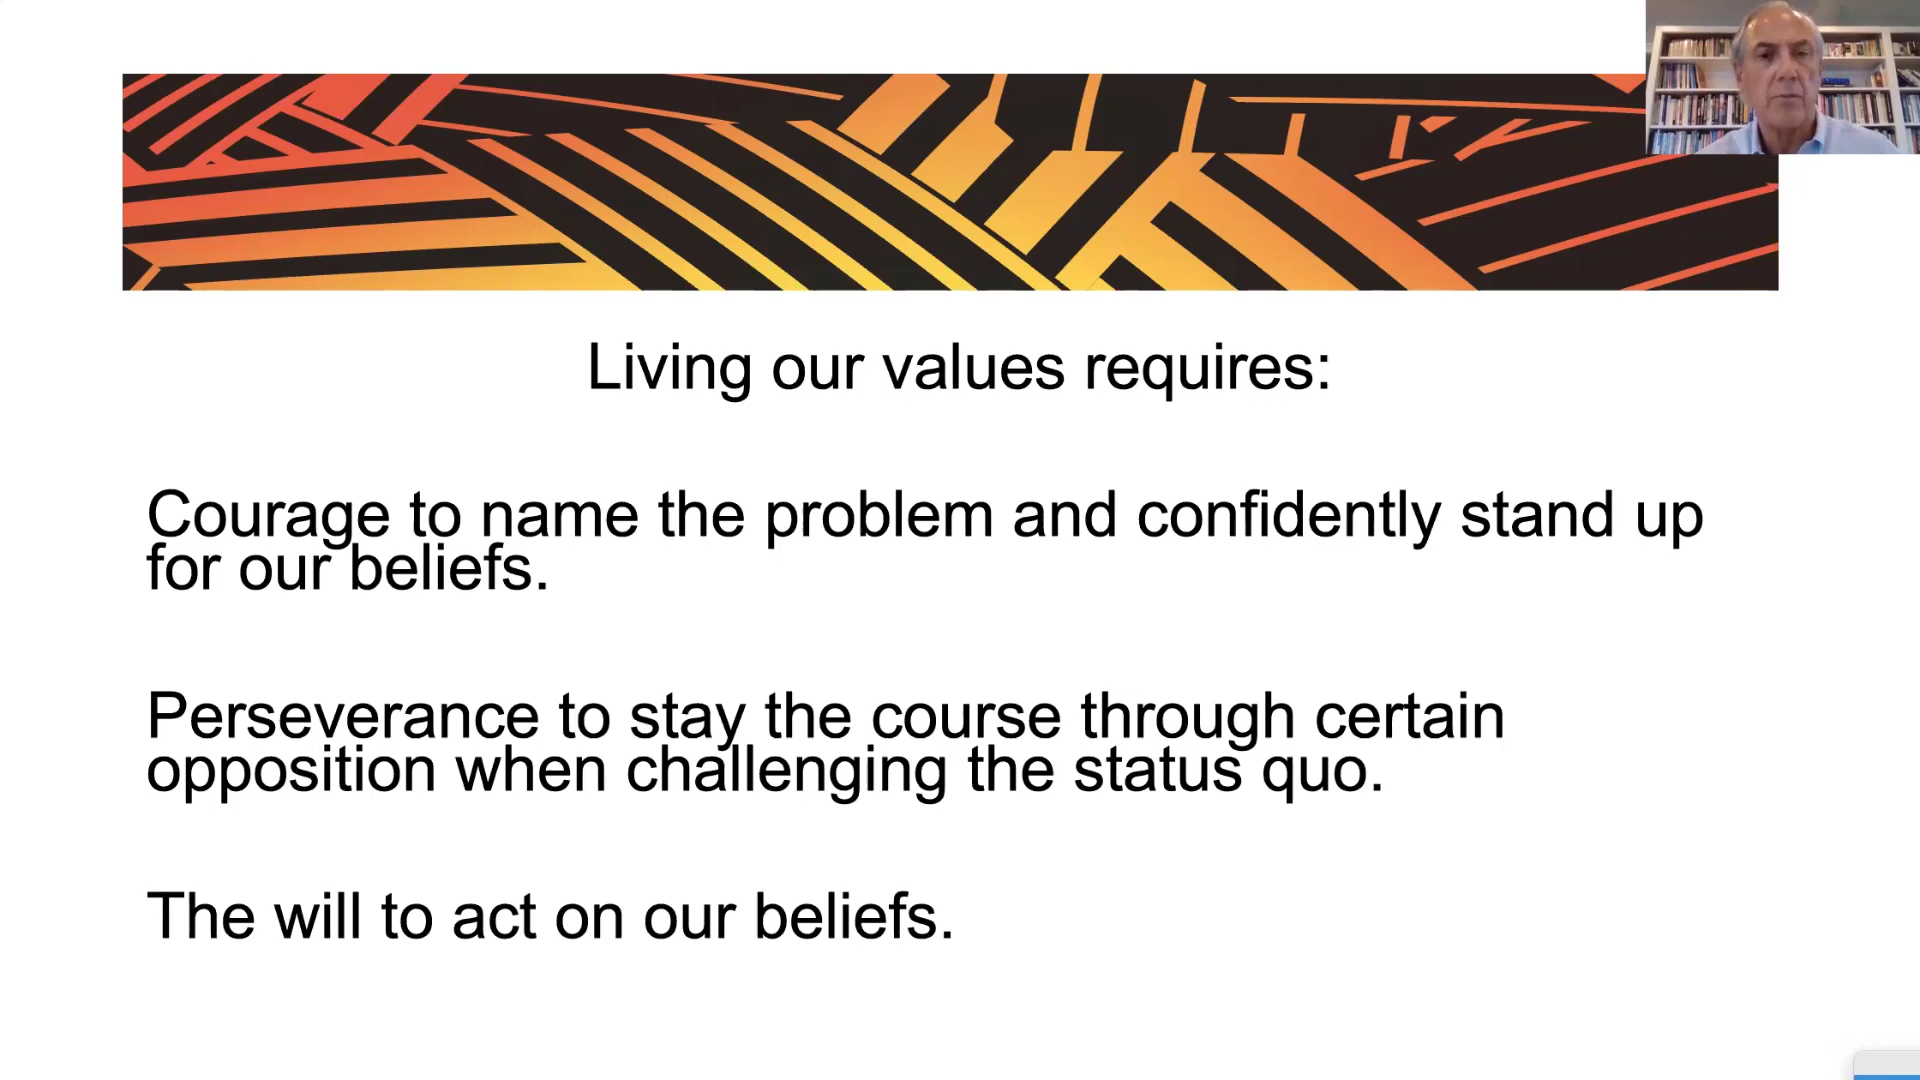 Living our values requires:
Courage to name the problem and confidently stand up
for our beliefs.
Perseverance to stay the course through certain
opposition when challenging the status quo.
The will to act on our beliefs.